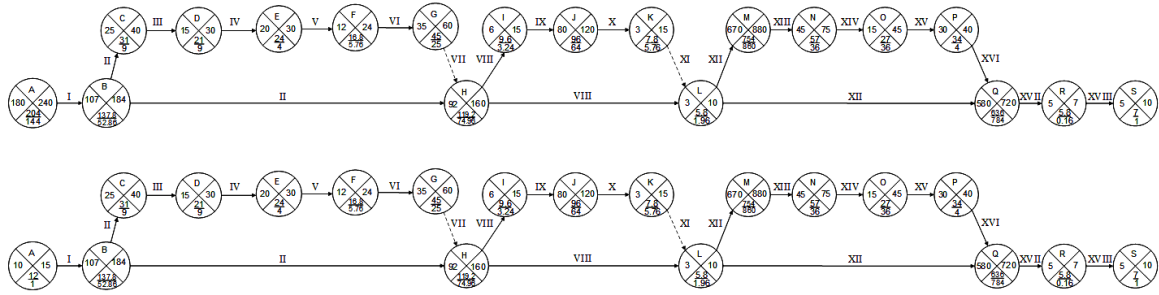 A
180 240
204
144
I
B
107 184
137.8
52.86
II
C
25 40
31
9
III
D
15 30
21
9
IV
E
20 30
24
4
V
F
12 24
16.8
5.76
VI
G
35 60
45
25
VII
II
H
92 160
119.2
74.96
VIII
I
6 15
9.6
3.24
IX
J
80 120
96
64
X
K
3 15
7.8
5.76
XI
VIII
L
3 10
5.8
1.96
XII
M
670 880
754
860
XIII
N
45 75
57
36
XIV
O
15 45
27
36
XV
P
30 40
34
4
XVI
XII
Q
580 720
636
784
XVII
R
5 7
5.8
0.16
XVIII
S
5 10
7
1
A
10 15
12
1
I
B
107 184
137.8
52.86
II
C
25 40
31
9
III
D
15 30
21
9
IV
E
20 30
24
4
V
F
12 24
16.8
5.76
VI
G
35 60
45
25
VII
II
H
92 160
119.2
74.96
VIII
I
6 15
9.6
3.24
IX
J
80 120
96
64
X
K
3 15
7.8
5.76
XI
VIII
L
3 10
5.8
1.96
XII
M
670 880
754
860
XIII
N
45 75
57
36
XIV
O
15 45
27
36
XV
P
30 40
34
4
XVI
XII
Q
580 720
636
784
XVII
R
5 7
5.8
0.16
XVIII
S
5 10
7
1